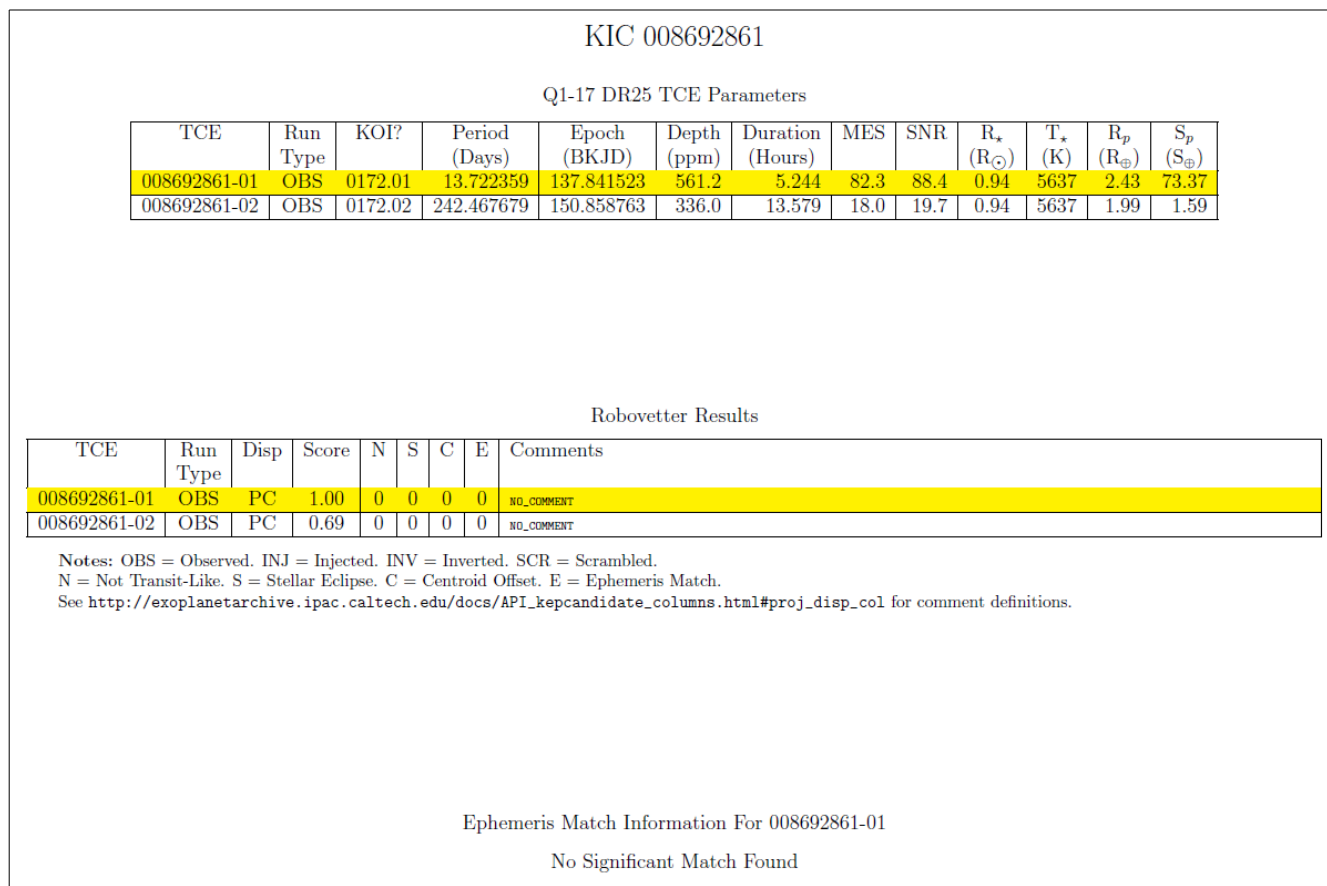 KIC 008692861
Q1-17 DR25 TCE Parameters
TCE Run KOI? Period Epoch Depth Duration MES SNR R⋆ T⋆ Rp Sp
Type (Days) (BKJD) (ppm) (Hours) (R⊙) (K) (R⊕) (S⊕)
008692861-01 OBS 0172.01 13.722359 137.841523 561.2 5.244 82.3 88.4 0.94 5637 2.43 73.37
008692861-02 OBS 0172.02 242.467679 150.858763 336.0 13.579 18.0 19.7 0.94 5637 1.99 1.59
Robovetter Results
TCE Run Disp Score N S C E Comments
Type
008692861-01 OBS PC 1.00 0 0 0 0 NO_COMMENT
008692861-02 OBS PC 0.69 0 0 0 0 NO_COMMENT
Notes: OBS = Observed. INJ = Injected. INV = Inverted. SCR = Scrambled.
N = Not Transit-Like. S = Stellar Eclipse. C = Centroid Offset. E = Ephemeris Match.
See http://exoplanetarchive.ipac.caltech.edu/docs/API_kepcandidate_columns.html#proj_disp_col for comment definitions.
Ephemeris Match Information For 008692861-01
No Significant Match Found